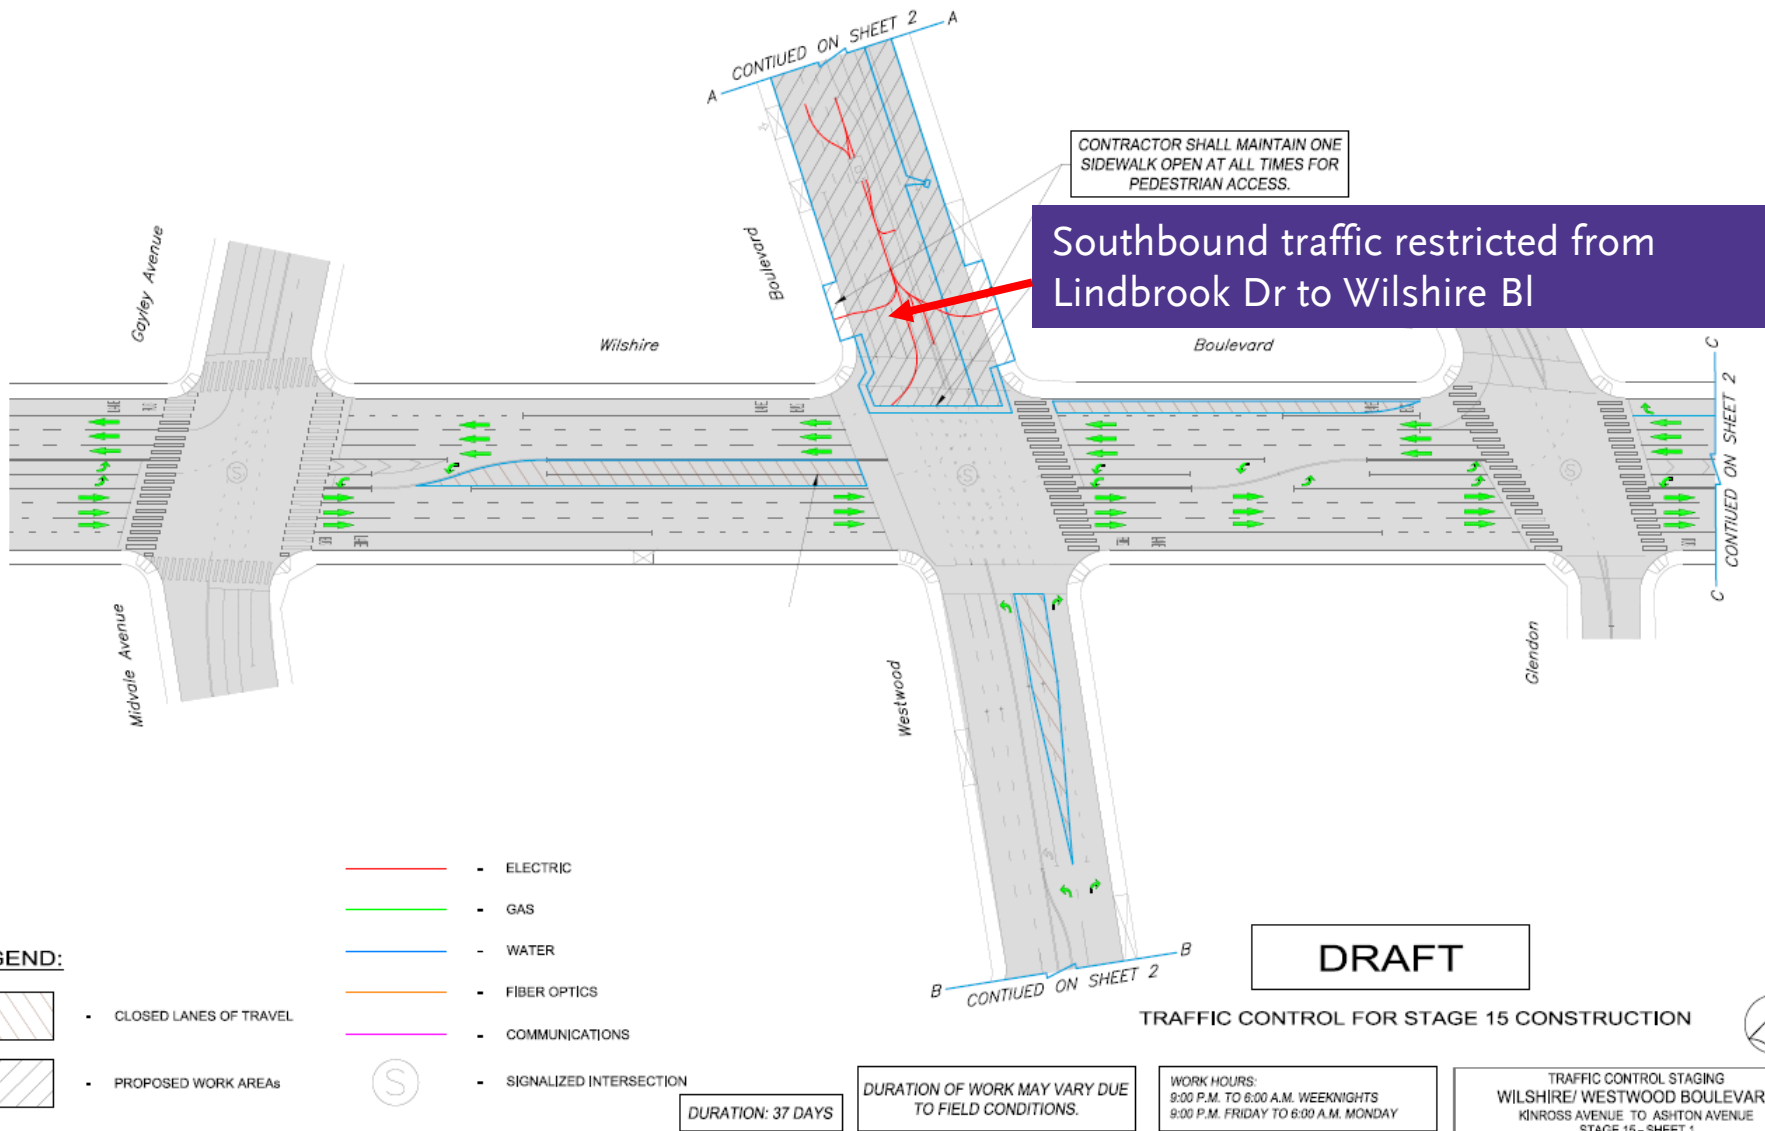 CONTIUED ON SHEET 2
A
A
CONTRACTOR SHALL MAINTAIN ONE
SIDEWALK OPEN AT ALL TIMES FOR
PEDESTRIAN ACCESS.
Southbound traffic restricted from
Lindbrook Dr to Wilshire Bl
Gayley Avenue
Boulevard
Wilshire
Boulevard
C
CONTIUED ON SHEET 2
C
S
S
S
Midvale Avenue
Westwood
Glendon
B
CONTIUED ON SHEET 2
B
GEND:
CLOSED LANES OF TRAVEL
PROPOSED WORK AREAs
- ELECTRIC
- GAS
- WATER
- FIBER OPTICS
- COMMUNICATIONS
S - SIGNALIZED INTERSECTION
DRAFT
TRAFFIC CONTROL FOR STAGE 15 CONSTRUCTION
DURATION: 37 DAYS
DURATION OF WORK MAY VARY DUE
TO FIELD CONDITIONS.
WORK HOURS:
9:00 P.M. TO 6:00 A.M. WEEKNIGHTS
9:00 P.M. FRIDAY TO 6:00 A.M. MONDAY
TRAFFIC CONTROL STAGING
WILSHIRE/ WESTWOOD BOULEVAR
KINROSS AVENUE TO ASHTON AVENUE
STAGE 15 - SHEET 1